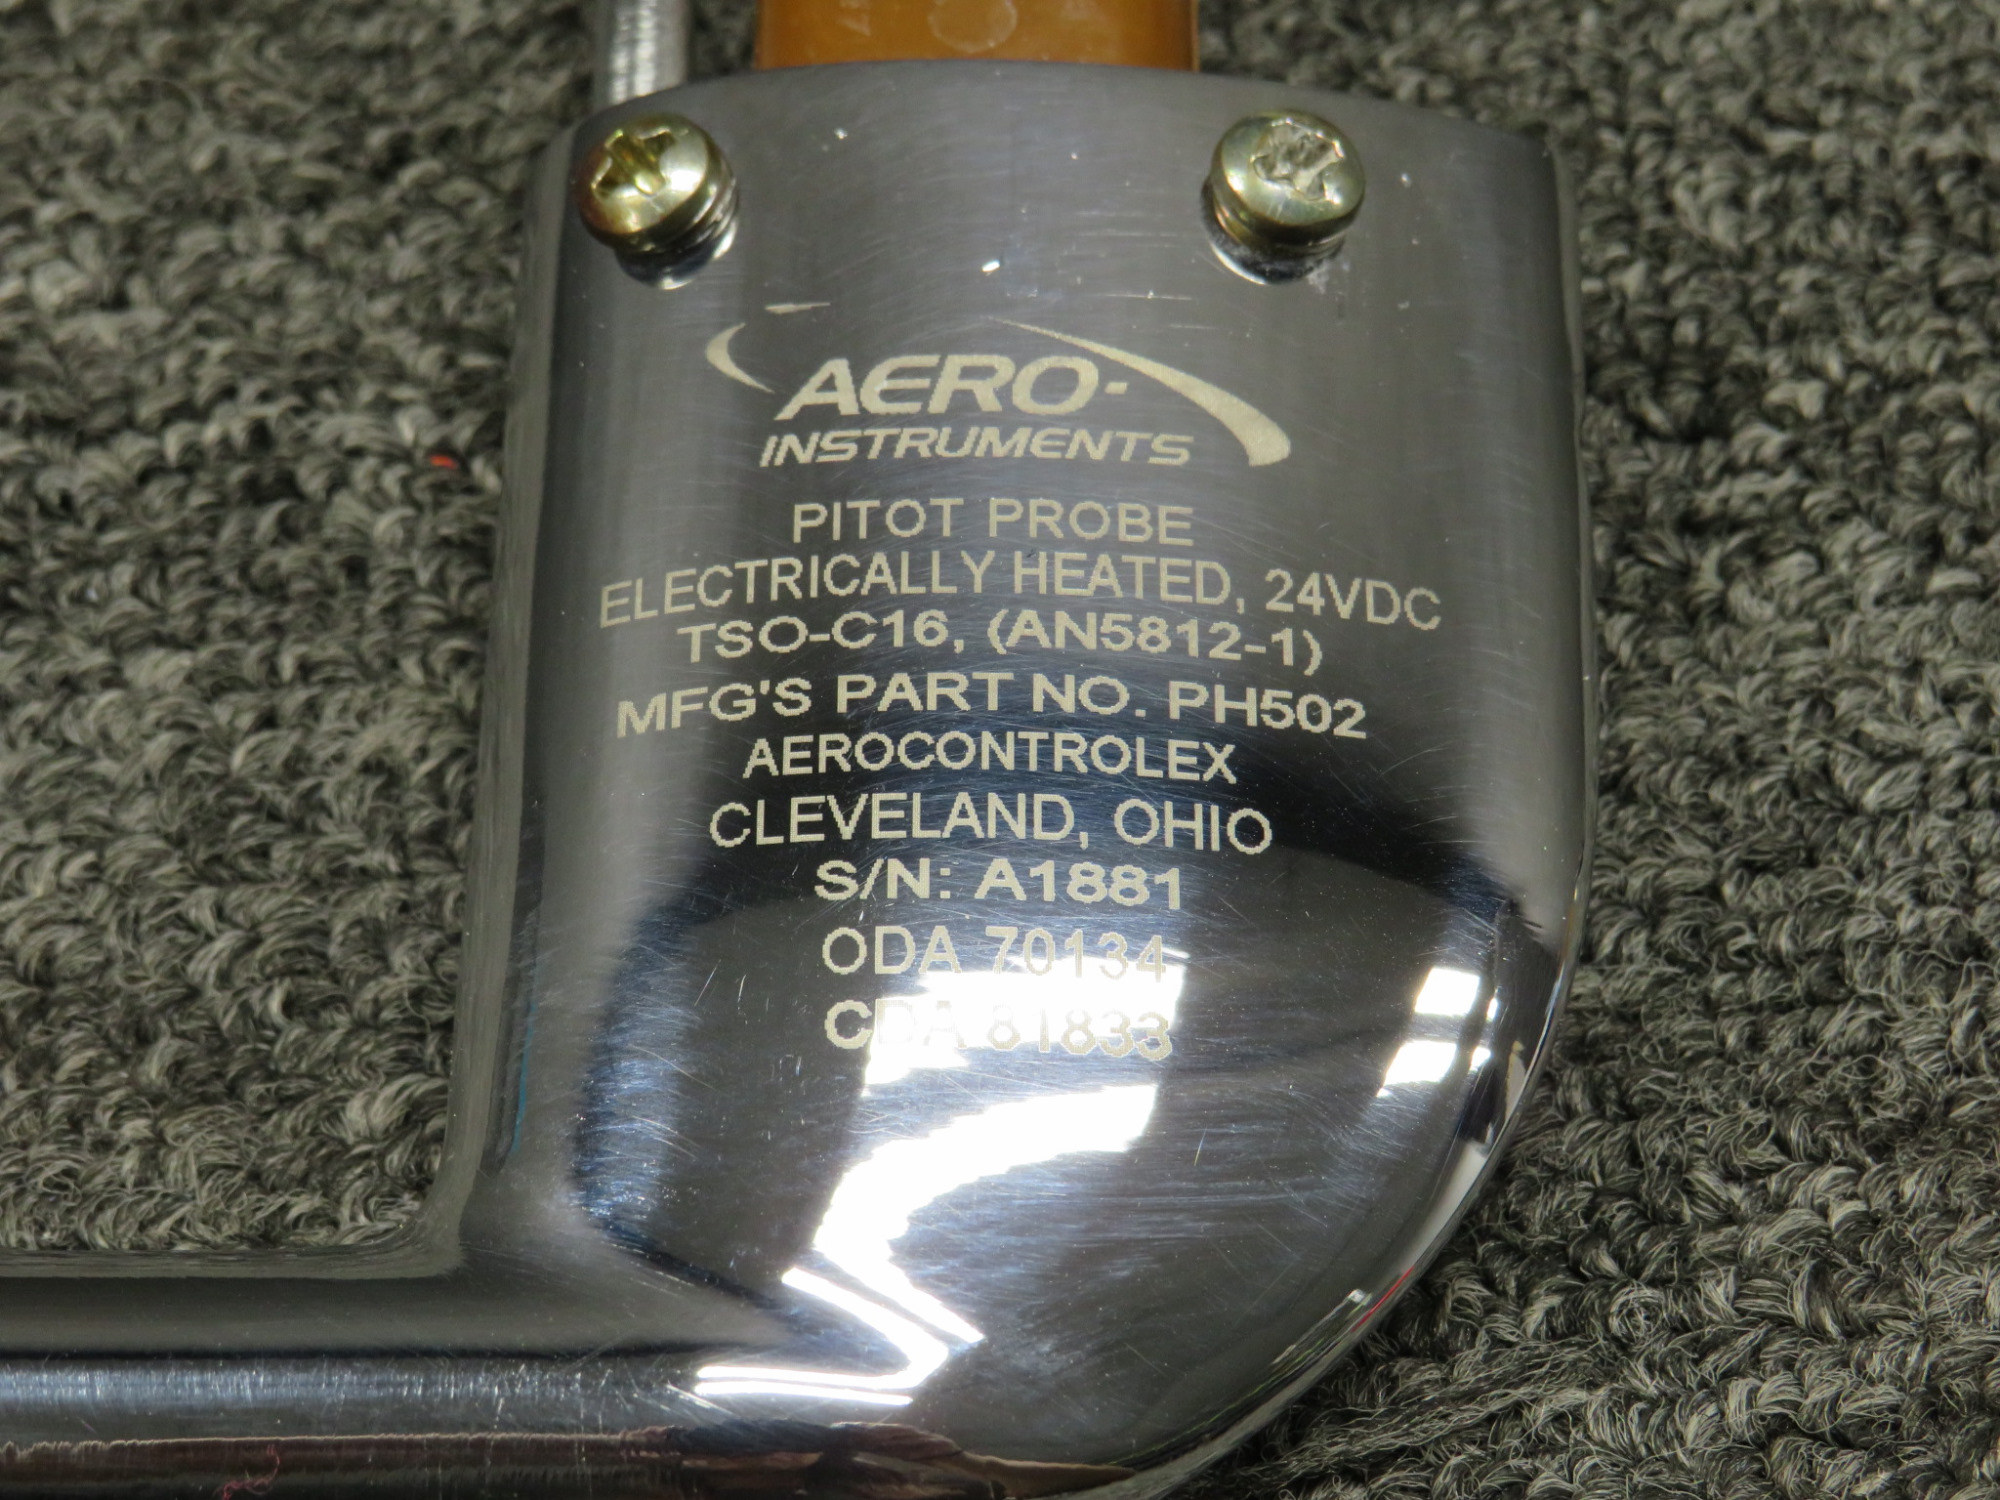 AERO-
INSTRUMENTS
PITOT PROBE
ELECTRICALLY HEATED, 24VDC
TSO-C16, (AN5812-1)
MFG'S PART NO. PH502
AEROCONTROLEX
CLEVELAND, OHIO
S/N: A1881
ODA 70134
CDA 81833